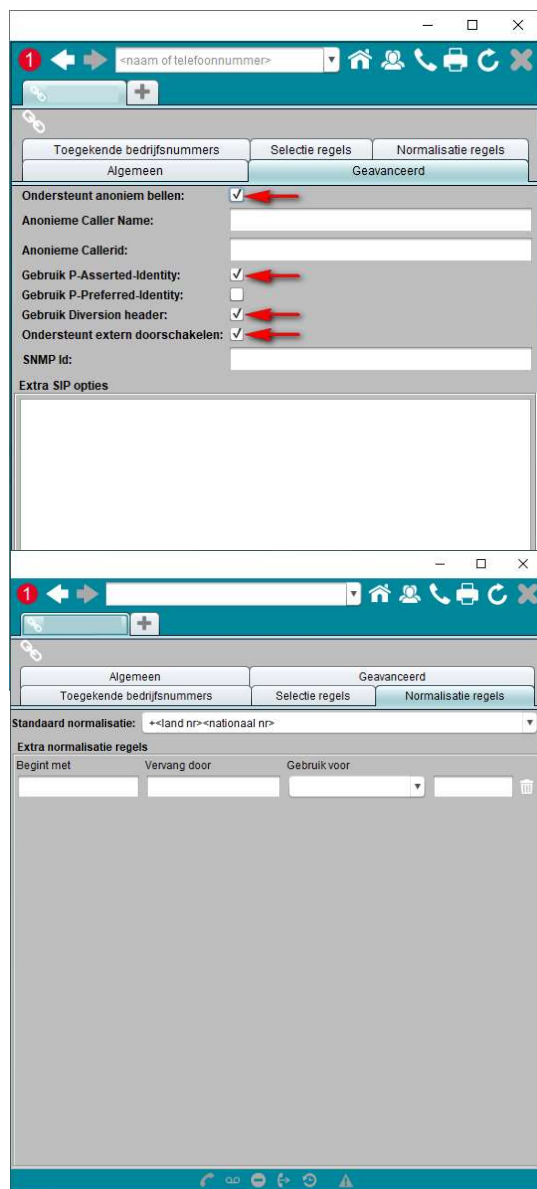 1 <naam of telefoonnummer>
+
Toegekende bedrijfsnummers Selectie regels Normalisatie regels
Algemeen Geavanceerd
Ondersteunt anoniem bellen:
Anonieme Caller Name:
Anonieme Callerid:
Gebruik P-Asserted-Identity:
Gebruik P-Preferred-Identity:
Gebruik Diversion header:
Ondersteunt extern doorschakelen:
SNMP Id:
Extra SIP opties
1
+
Algemeen Geavanceerd
Toegekende bedrijfsnummers Selectie regels Normalisatie regels
Standaard normalisatie: +<land nr><nationaal nr>
Extra normalisatie regels
Begint met Vervang door Gebruik voor